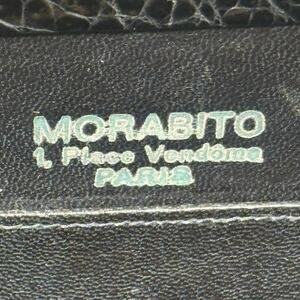 MORABITO
1, Place Vendôme
PARIS